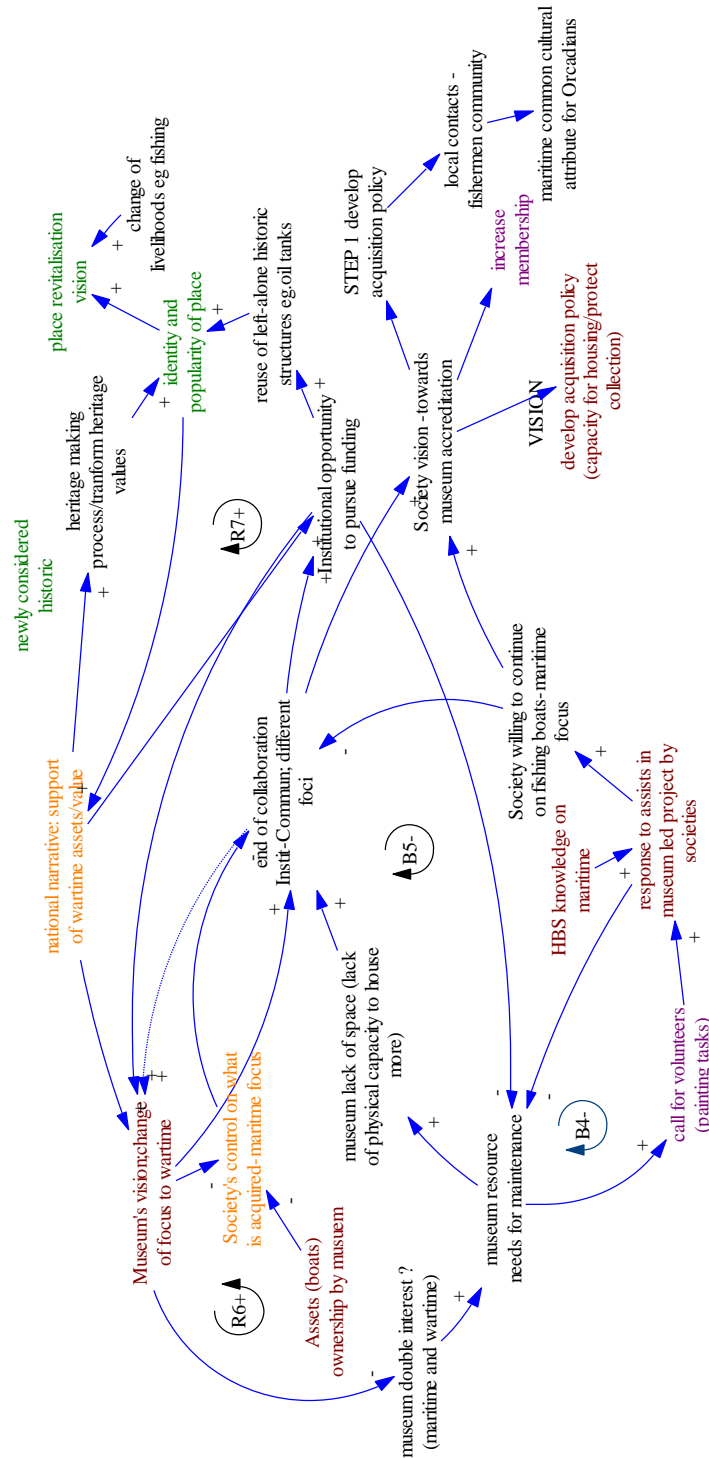 newly considered
historic
place revitalisation
vision
change of
livelihoods eg fishing
heritage making
process/tranform heritage
values
identity and
popularity of place
reuse of left-alone historic
structures eg.oil tanks
national narrative: support
of wartime assets/value
R7+
Institutional opportunity
to pursue funding
Museum's vision;change
of focus to wartime
R6+
Society's control on what
is acquired-maritime focus
Assets (boats)
ownership by musuem
end of collaboration
Instit-Commun; different
foci
B5-
museum lack of space (lack
of physical capacity to house
more)
museum double interest ?
(maritime and wartime)
museum resource
needs for maintenance
B4-
call for volunteers
(painting tasks)
HBS knowledge on
maritime
response to assists in
museum led project by
societies
Society willing to continue
on fishing boats-maritime
focus
Society vision -towards
museum accreditation
STEP 1 develop
acquisition policy
local contacts -
fishermen community
maritime common cultural
attribute for Orcadians
increase
membership
VISION
develop acquisition policy
(capacity for housing/protect
collection)